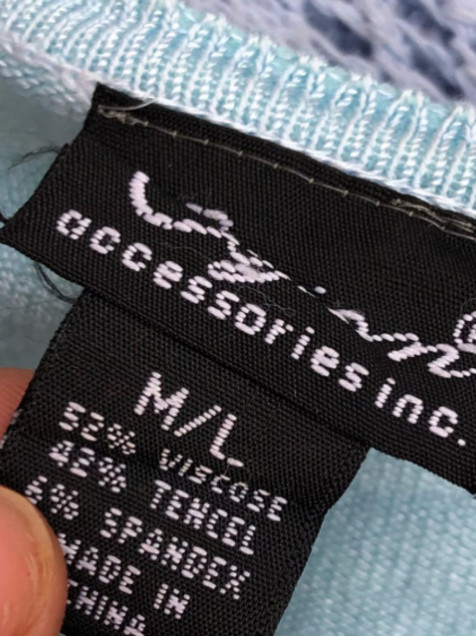 accessories inc.
M/L
52% VISCOSE
42% TENCEL
6% SPANDEX
MADE IN
CHINA